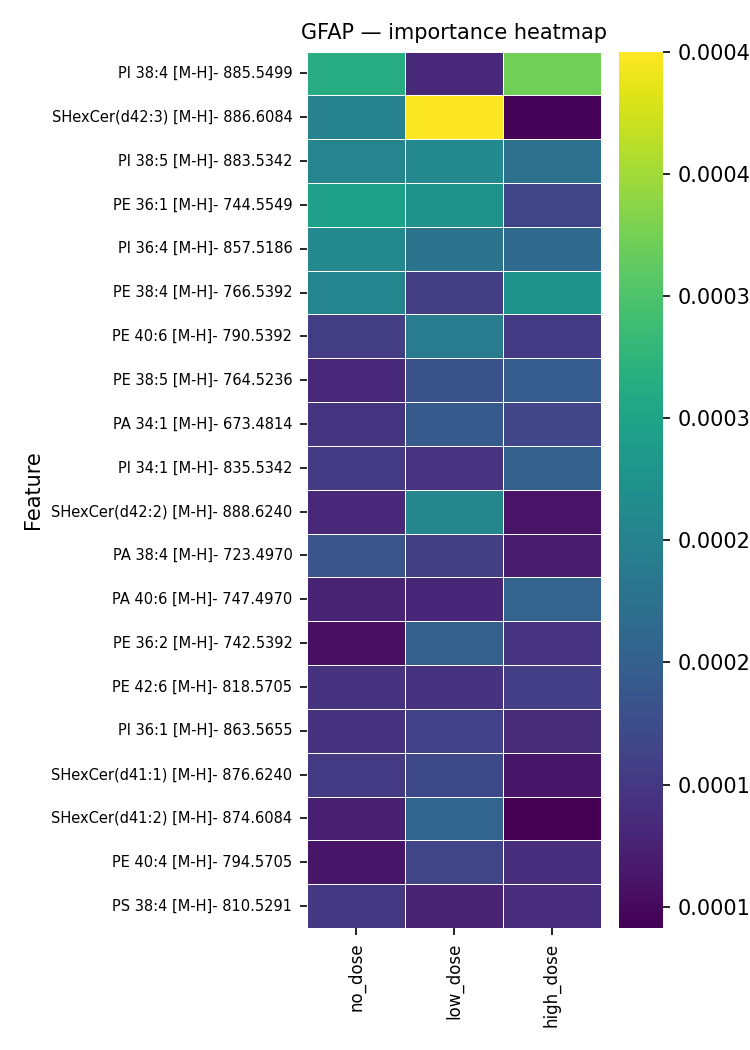 GFAP — importance heatmap
Feature
PI 38:4 [M-H]- 885.5499
SHexCer(d42:3) [M-H]- 886.6084
PI 38:5 [M-H]- 883.5342
PE 36:1 [M-H]- 744.5549
PI 36:4 [M-H]- 857.5186
PE 38:4 [M-H]- 766.5392
PE 40:6 [M-H]- 790.5392
PE 38:5 [M-H]- 764.5236
PA 34:1 [M-H]- 673.4814
PI 34:1 [M-H]- 835.5342
SHexCer(d42:2) [M-H]- 888.6240
PA 38:4 [M-H]- 723.4970
PA 40:6 [M-H]- 747.4970
PE 36:2 [M-H]- 742.5392
PE 42:6 [M-H]- 818.5705
PI 36:1 [M-H]- 863.5655
SHexCer(d41:1) [M-H]- 876.6240
SHexCer(d41:2) [M-H]- 874.6084
PE 40:4 [M-H]- 794.5705
PS 38:4 [M-H]- 810.5291
no_dose
low_dose
high_dose
0.0004
0.0004
0.0003
0.0003
0.0002
0.0002
0.0001
0.0001